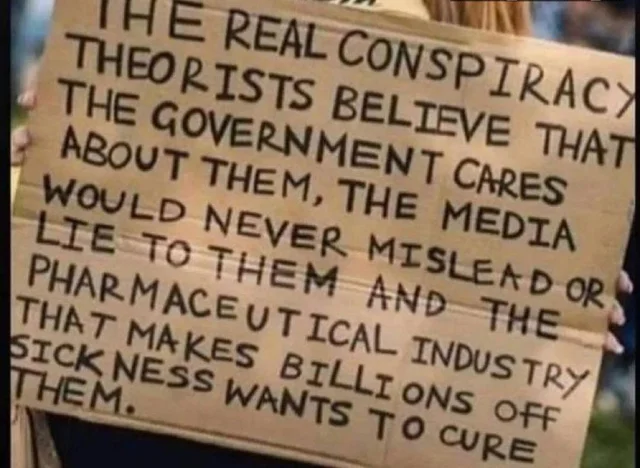 THE REAL CONSPIRACY
THEORISTS BELIEVE THAT
THE GOVERNMENT CARES
ABOUT THEM, THE MEDIA
WOULD NEVER MISLEAD OR
LIE TO THEM AND THE
PHARMACEUTICAL INDUSTRY
THAT MAKES BILLIONS OFF
SICKNESS WANTS TO CURE
THEM.